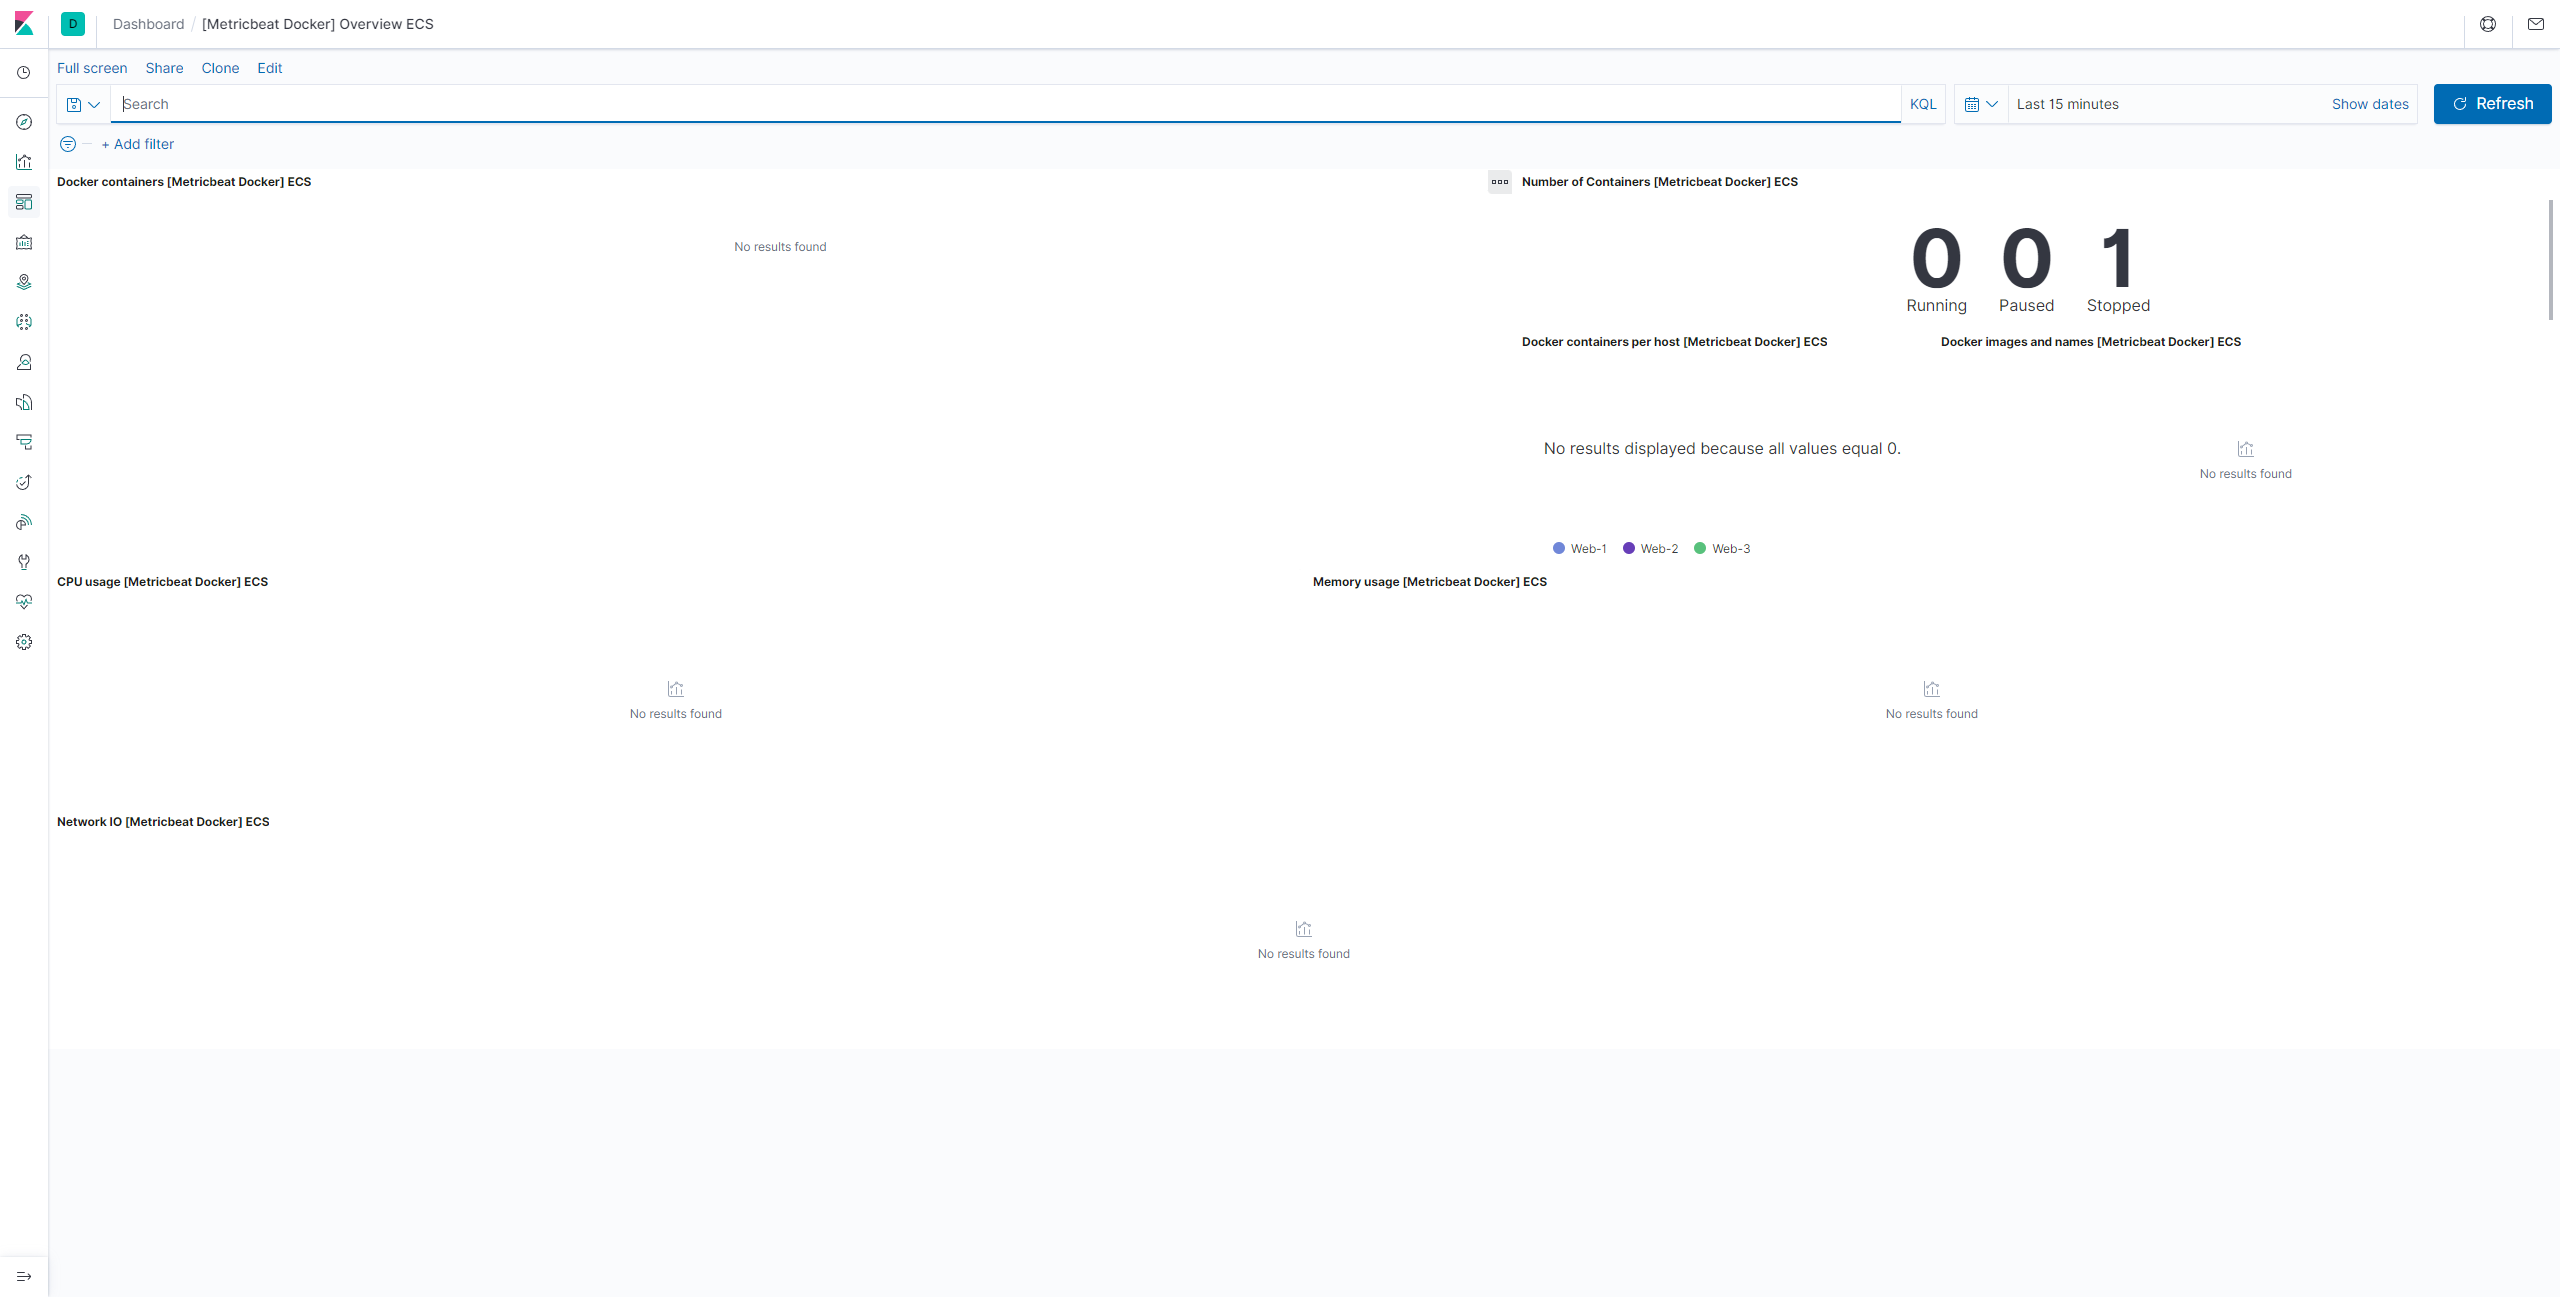 D
Dashboard / [Metricbeat Docker] Overview ECS
Full screen Share Clone Edit
Search
KQL
Last 15 minutes
Show dates
Refresh
+ Add filter
Docker containers [Metricbeat Docker] ECS
No results found
Number of Containers [Metricbeat Docker] ECS
0 0 1
Running Paused Stopped
Docker containers per host [Metricbeat Docker] ECS
No results displayed because all values equal 0.
Web-1 Web-2 Web-3
Docker images and names [Metricbeat Docker] ECS
No results found
CPU usage [Metricbeat Docker] ECS
No results found
Memory usage [Metricbeat Docker] ECS
No results found
Network IO [Metricbeat Docker] ECS
No results found